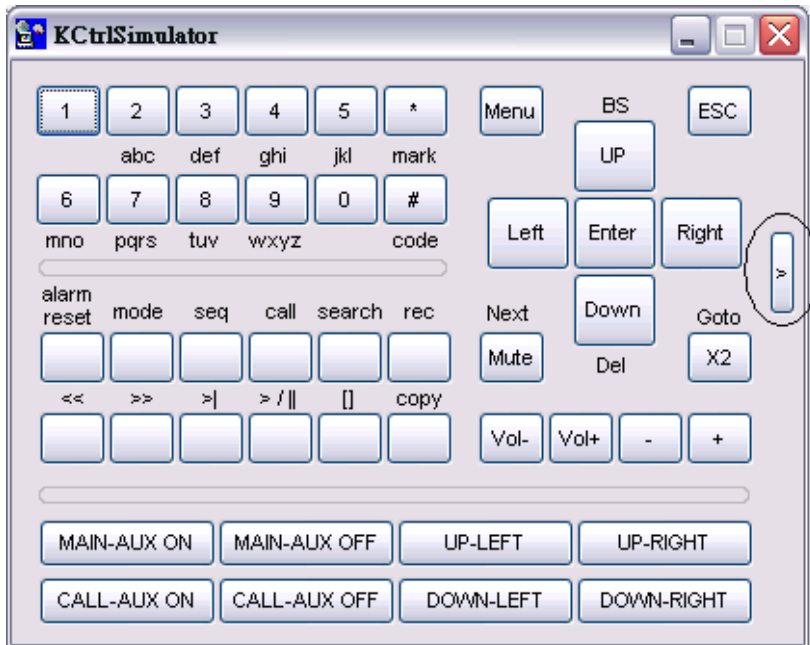 KCtrlSimulator
1 2 3 4 5 * Menu BS ESC
abc def ghi jkl mark UP
6 7 8 9 0 #
mno pqrs tuv wxyz code
Left Enter Right >
alarm
reset mode seq call search rec
Next Down Goto
Mute Del X2
<< >> >| > / || [] copy
Vol- Vol+ - +
MAIN-AUX ON MAIN-AUX OFF UP-LEFT UP-RIGHT
CALL-AUX ON CALL-AUX OFF DOWN-LEFT DOWN-RIGHT